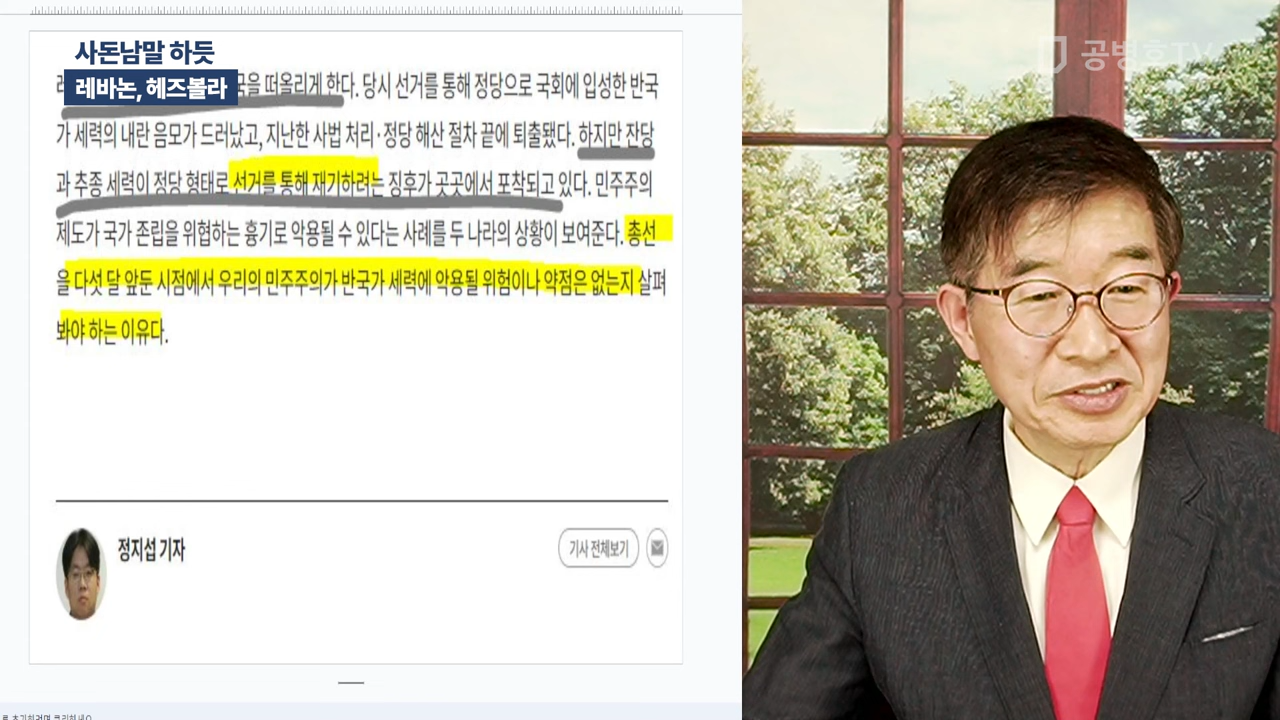 사돈남말 하듯
레바논, 헤즈볼라
국을 떠올리게 한다. 당시 선거를 통해 정당으로 국회에 입성한 반국
가 세력의 내란 음모가 드러났고, 지난한 사법 처리·정당 해산 절차 끝에 퇴출됐다. 하지만 잔당
과 추종 세력이 정당 형태로 선거를 통해 재기하려는 징후가 곳곳에서 포착되고 있다. 민주주의
제도가 국가 존립을 위협하는 흉기로 악용될 수 있다는 사례를 두 나라의 상황이 보여준다. 총선
을 다섯 달 앞둔 시점에서 우리의 민주주의가 반국가 세력에 악용될 위험이나 약점은 없는지 살펴
봐야 하는 이유다.
정지섭 기자
기사 전체보기
공병호TV